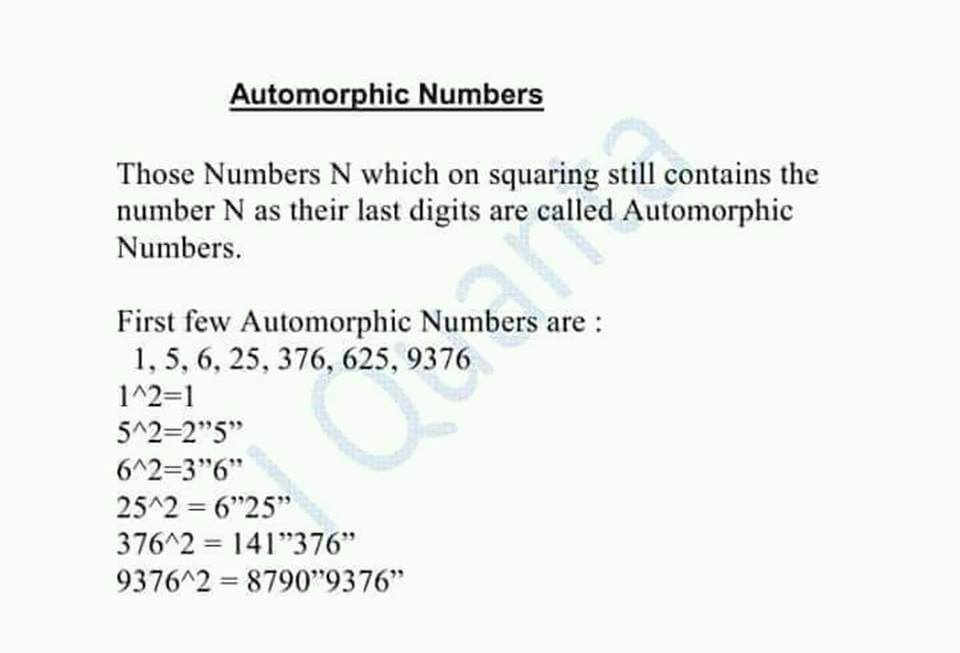 Automorphic Numbers
Those Numbers N which on squaring still contains the
number N as their last digits are called Automorphic
Numbers.
First few Automorphic Numbers are :
1, 5, 6, 25, 376, 625, 9376
1^2=1
5^2=2”5”
6^2=3”6”
25^2 = 6”25”
376^2 = 141”376”
9376^2 = 8790”9376”
I Quanta